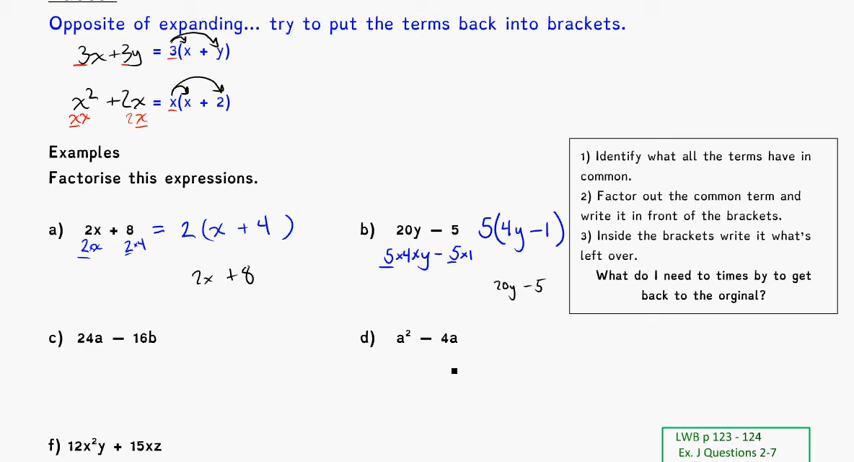 Opposite of expanding... try to put the terms back into brackets.
3x+3y = 3(x + y)
x² +2x = x(x + 2)
xx 2x
Examples
Factorise this expressions.
1) Identify what all the terms have in
common.
2) Factor out the common term and
write it in front of the brackets.
3) Inside the brackets write it what's
left over.
What do I need to times by to get
back to the orginal?
a) 2x + 8 = 2(x + 4)
2x 2×4
2x +8
b) 20y − 5 5(4y−1)
5×4×y − 5×1
20y −5
c) 24a − 16b
d) a² − 4a
f) 12x²y + 15xz
LWB p 123 - 124
Ex. J Questions 2-7